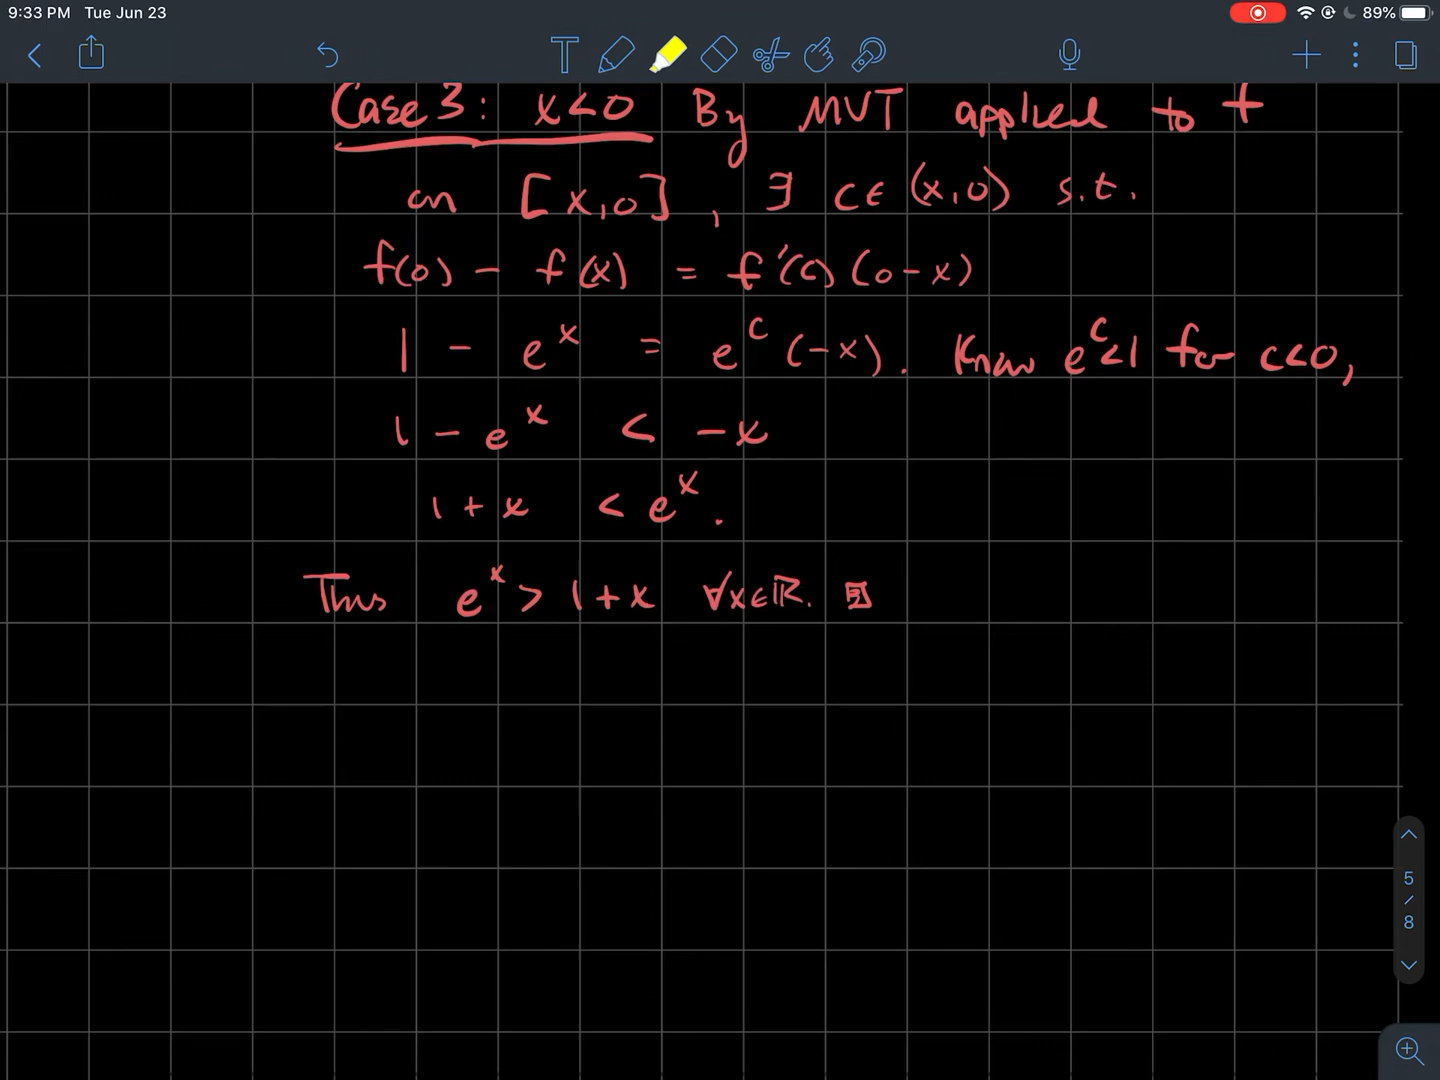 9:33 PM Tue Jun 23 89%
Case 3: x<0 By MVT applied to f
on [x,0], ∃ c∈(x,0) s.t.
f(0) - f(x) = f'(c)(0-x)
1 - e^x = e^c (-x). Know e^c<1 for c<0,
1 - e^x < -x
1 + x < e^x.
Thus e^x > 1+x ∀x∈ℝ.
5
/
8